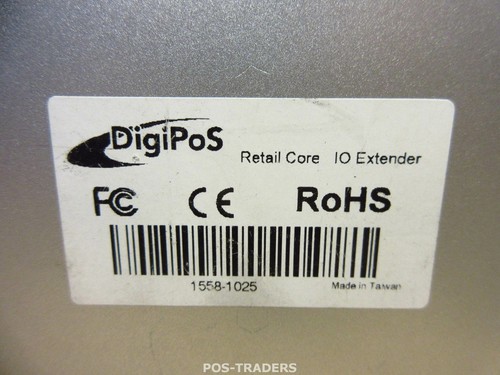 DigiPoS
Retail Core IO Extender
FC CE RoHS
1558-1025
Made in Taiwan
POS-TRADERS